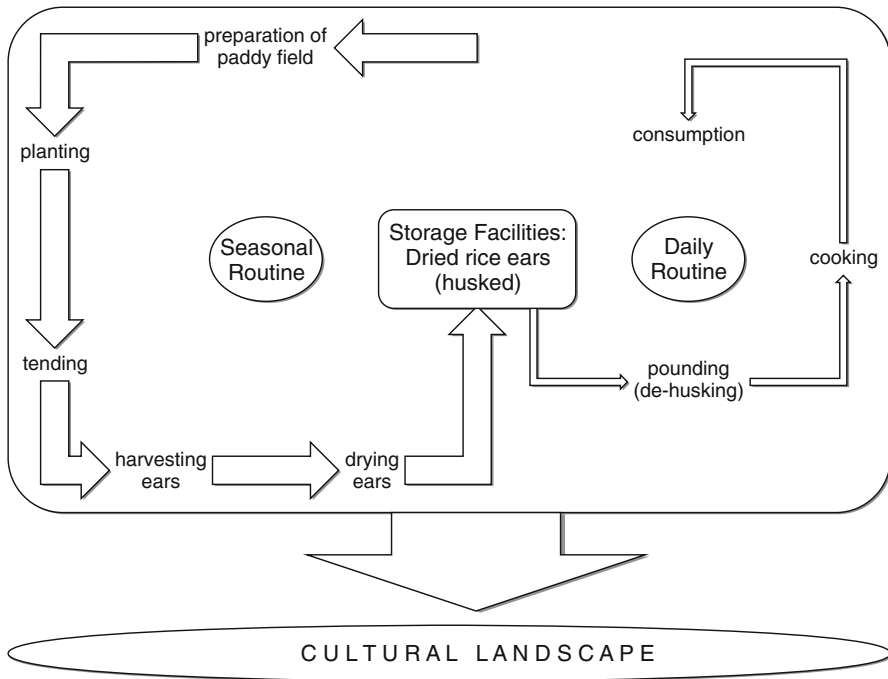 preparation of
paddy field
planting
consumption
Seasonal
Routine
Storage Facilities:
Dried rice ears
(husked)
Daily
Routine
cooking
tending
pounding
(de-husking)
harvesting
ears
drying
ears
CULTURAL LANDSCAPE